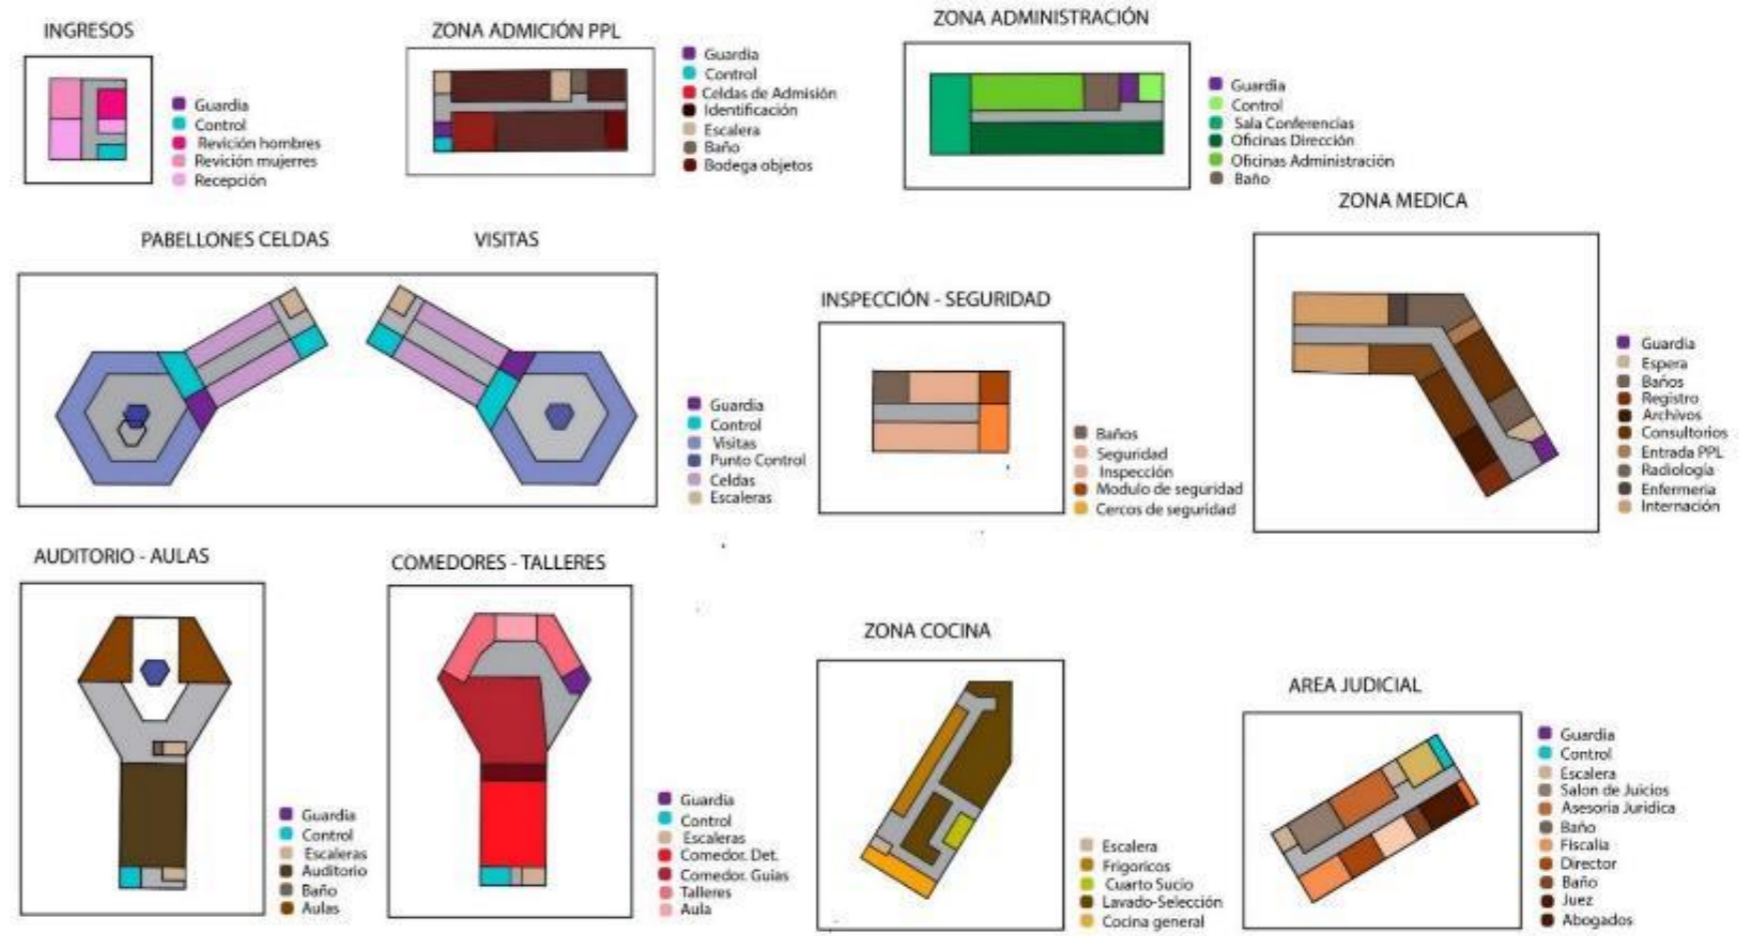 INGRESOS
Guardia
Control
Revición hombres
Revición mujerres
Recepción
ZONA ADMICIÓN PPL
Guardia
Control
Celdas de Admisión
Identificación
Escalera
Baño
Bodega objetos
ZONA ADMINISTRACIÓN
Guardia
Control
Sala Conferencias
Oficinas Dirección
Oficinas Administración
Baño
PABELLONES CELDAS
VISITAS
Guardia
Control
Visitas
Punto Control
Celdas
Escaleras
INSPECCIÓN - SEGURIDAD
Baños
Seguridad
Inspección
Modulo de seguridad
Cercos de seguridad
ZONA MEDICA
Guardia
Espera
Baños
Registro
Archivos
Consultorios
Entrada PPL
Radiología
Enfermeria
Internación
AUDITORIO - AULAS
Guardia
Control
Escaleras
Auditorio
Baño
Aulas
COMEDORES - TALLERES
Guardia
Control
Escaleras
Comedor. Det.
Comedor. Guias
Talleres
Aula
ZONA COCINA
Escalera
Frigoricos
Cuarto Sucio
Lavado-Selección
Cocina general
AREA JUDICIAL
Guardia
Control
Escalera
Salon de Juicios
Asesoria Juridica
Baño
Fiscalia
Director
Baño
Juez
Abogados